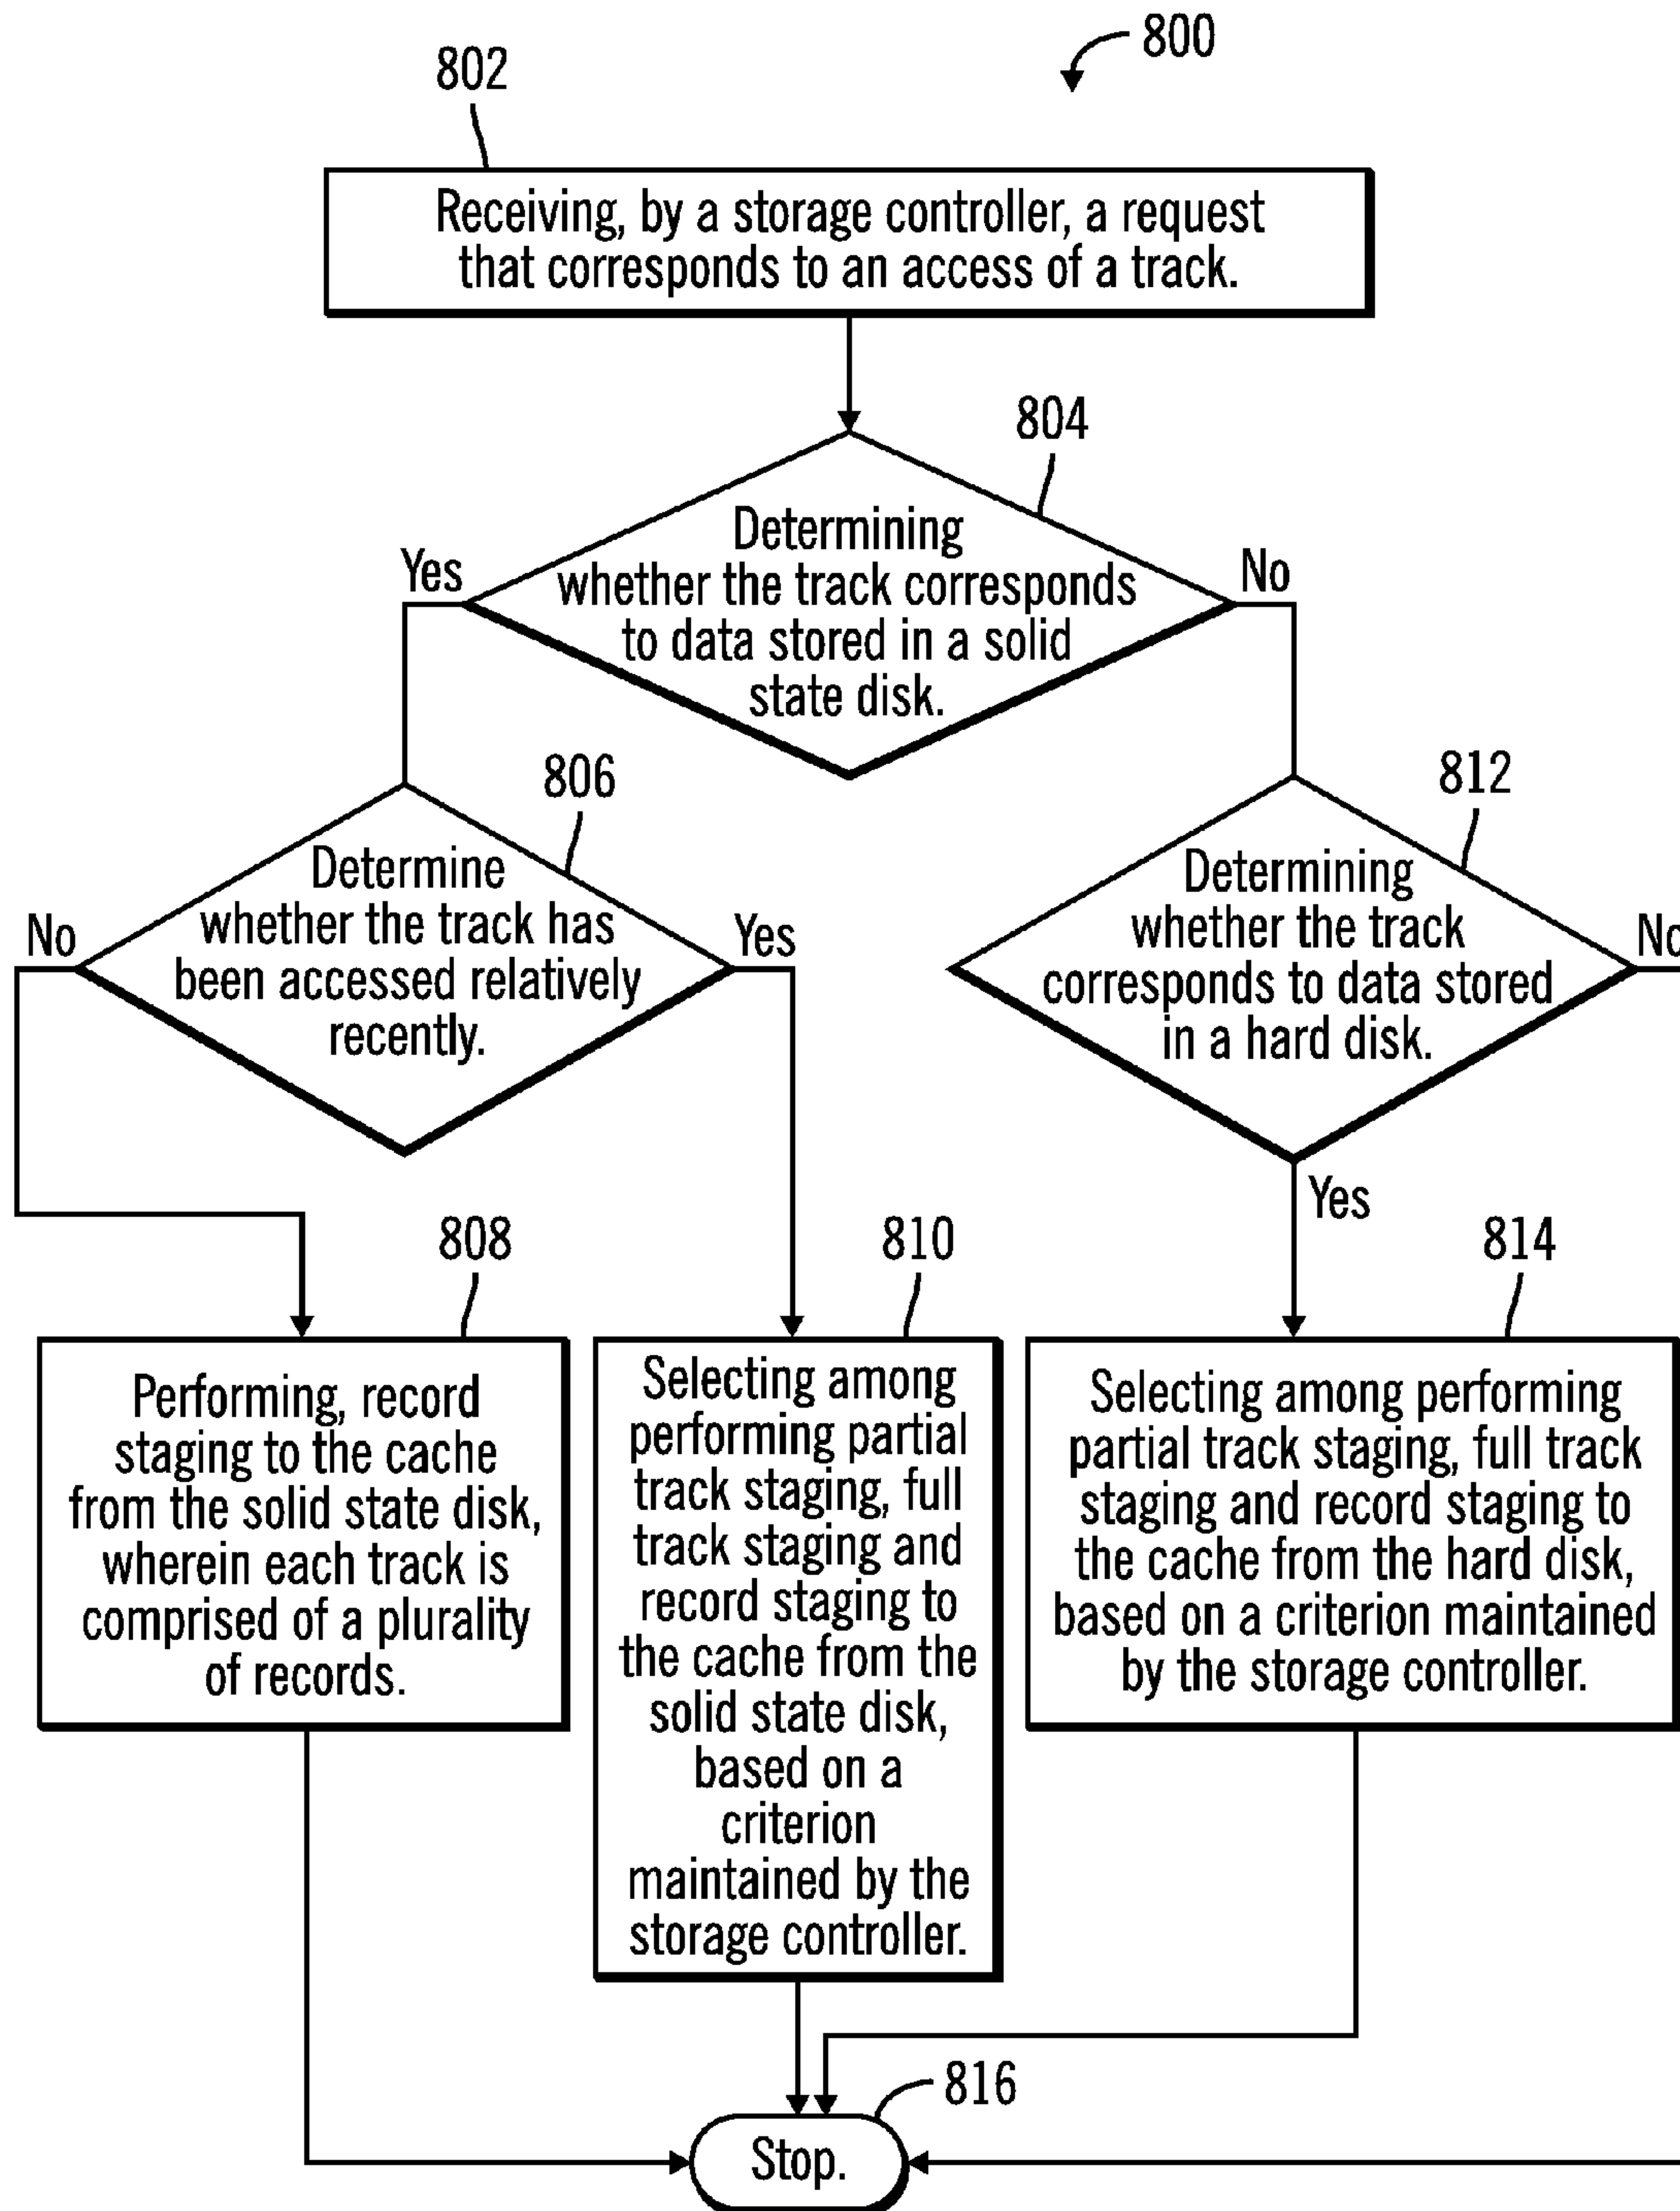 800
802
Receiving, by a storage controller, a request
that corresponds to an access of a track.
804
Determining
whether the track corresponds
to data stored in a solid
state disk.
Yes
No
806
Determine
whether the track has
been accessed relatively
recently.
No
Yes
812
Determining
whether the track
corresponds to data stored
in a hard disk.
No
Yes
808
Performing, record
staging to the cache
from the solid state disk,
wherein each track is
comprised of a plurality
of records.
810
Selecting among
performing partial
track staging, full
track staging and
record staging to
the cache from the
solid state disk,
based on a
criterion
maintained by the
storage controller.
814
Selecting among performing
partial track staging, full track
staging and record staging to
the cache from the hard disk,
based on a criterion maintained
by the storage controller.
816
Stop.